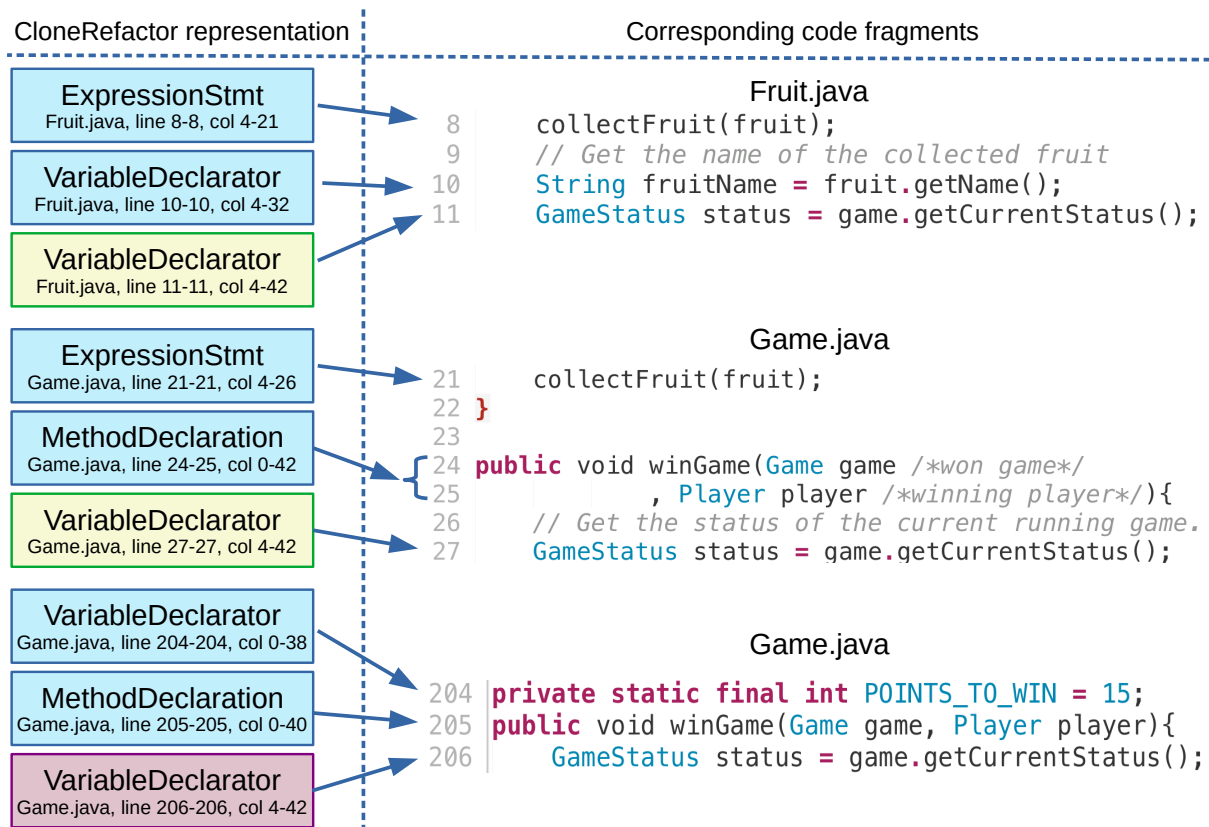 CloneRefactor representation
Corresponding code fragments
ExpressionStmt
Fruit.java, line 8-8, col 4-21
VariableDeclarator
Fruit.java, line 10-10, col 4-32
VariableDeclarator
Fruit.java, line 11-11, col 4-42
Fruit.java
8 collectFruit(fruit);
9 // Get the name of the collected fruit
10 String fruitName = fruit.getName();
11 GameStatus status = game.getCurrentStatus();
ExpressionStmt
Game.java, line 21-21, col 4-26
MethodDeclaration
Game.java, line 24-25, col 0-42
VariableDeclarator
Game.java, line 27-27, col 4-42
Game.java
21 collectFruit(fruit);
22 }
23
24 public void winGame(Game game /*won game*/
25 , Player player /*winning player*/){
26 // Get the status of the current running game.
27 GameStatus status = game.getCurrentStatus();
VariableDeclarator
Game.java, line 204-204, col 0-38
MethodDeclaration
Game.java, line 205-205, col 0-40
VariableDeclarator
Game.java, line 206-206, col 4-42
Game.java
204 private static final int POINTS_TO_WIN = 15;
205 public void winGame(Game game, Player player){
206 GameStatus status = game.getCurrentStatus();